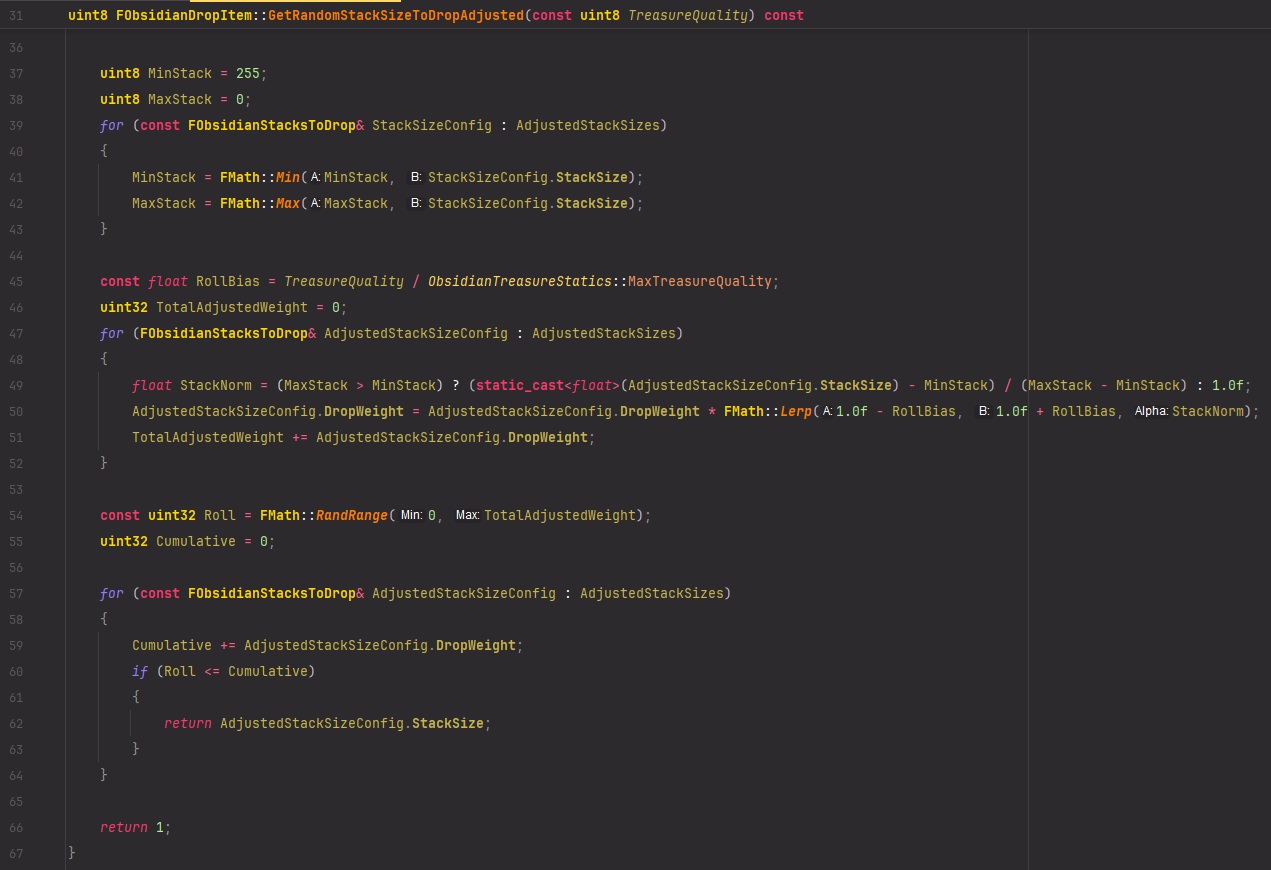 31 uint8 FObsidianDropItem::GetRandomStackSizeToDropAdjusted(const uint8 TreasureQuality) const
36
37 uint8 MinStack = 255;
38 uint8 MaxStack = 0;
39 for (const FObsidianStacksToDrop& StackSizeConfig : AdjustedStackSizes)
40 {
41 MinStack = FMath::Min( A: MinStack, B: StackSizeConfig.StackSize);
42 MaxStack = FMath::Max( A: MaxStack, B: StackSizeConfig.StackSize);
43 }
44
45 const float RollBias = TreasureQuality / ObsidianTreasureStatics::MaxTreasureQuality;
46 uint32 TotalAdjustedWeight = 0;
47 for (FObsidianStacksToDrop& AdjustedStackSizeConfig : AdjustedStackSizes)
48 {
49 float StackNorm = (MaxStack > MinStack) ? (static_cast<float>(AdjustedStackSizeConfig.StackSize) - MinStack) / (MaxStack - MinStack) : 1.0f;
50 AdjustedStackSizeConfig.DropWeight = AdjustedStackSizeConfig.DropWeight * FMath::Lerp( A: 1.0f - RollBias, B: 1.0f + RollBias, Alpha: StackNorm);
51 TotalAdjustedWeight += AdjustedStackSizeConfig.DropWeight;
52 }
53
54 const uint32 Roll = FMath::RandRange( Min: 0, Max: TotalAdjustedWeight);
55 uint32 Cumulative = 0;
56
57 for (const FObsidianStacksToDrop& AdjustedStackSizeConfig : AdjustedStackSizes)
58 {
59 Cumulative += AdjustedStackSizeConfig.DropWeight;
60 if (Roll <= Cumulative)
61 {
62 return AdjustedStackSizeConfig.StackSize;
63 }
64 }
65
66 return 1;
67 }